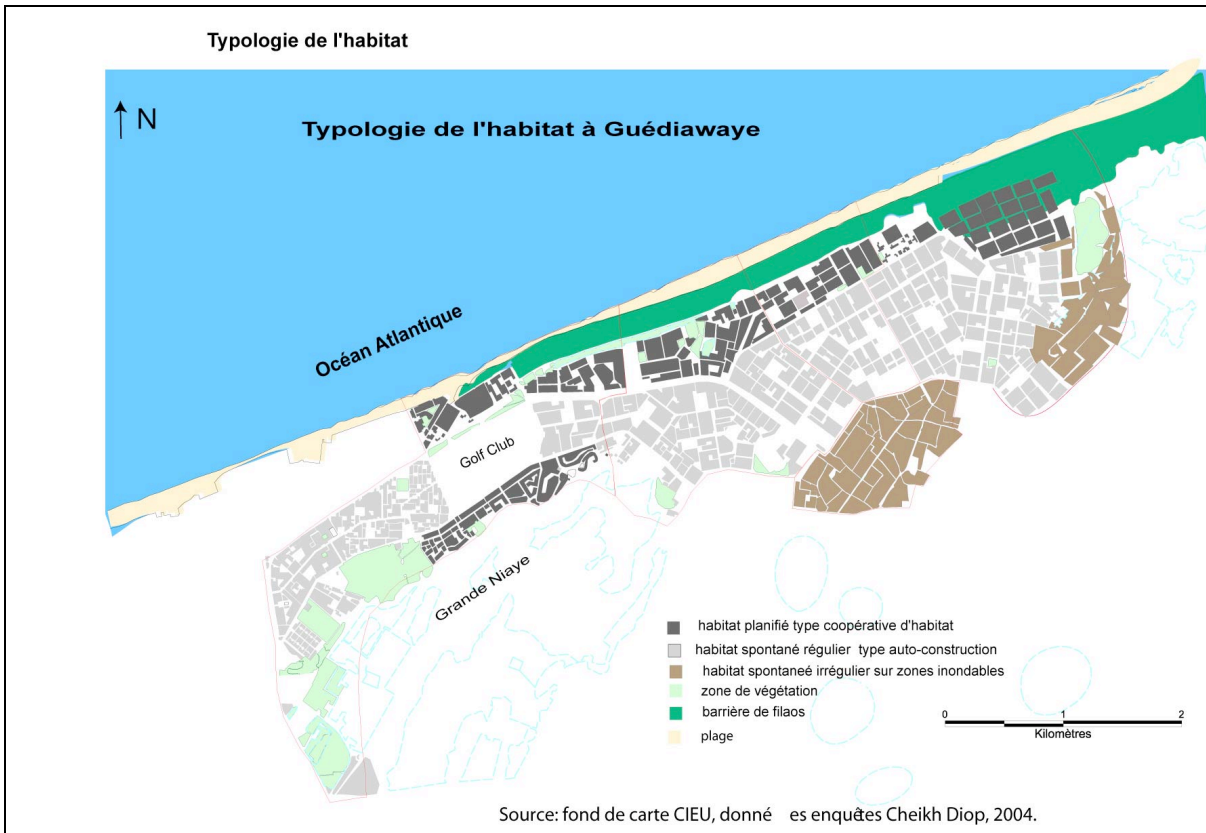 Typologie de l'habitat
N
Typologie de l'habitat à Guédiawaye
Océan Atlantique
Golf Club
Grande Niaye
habitat planifié type coopérative d'habitat
habitat spontané régulier type auto-construction
habitat spontaneé irrégulier sur zones inondables
zone de végétation
barrière de filaos
plage
0 1 2
Kilomètres
Source: fond de carte CIEU, donné es enquêtes Cheikh Diop, 2004.